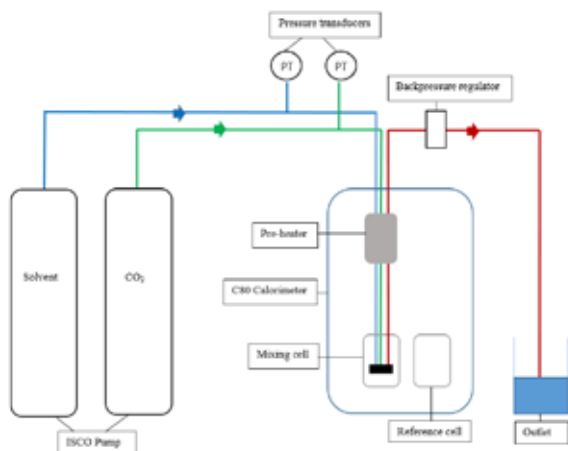 Pressure transducers
PT
PT
Backpressure regulator
Solvent
CO2
Pre-heater
C80 Calorimeter
Mixing cell
Reference cell
ISCO Pump
Outlet